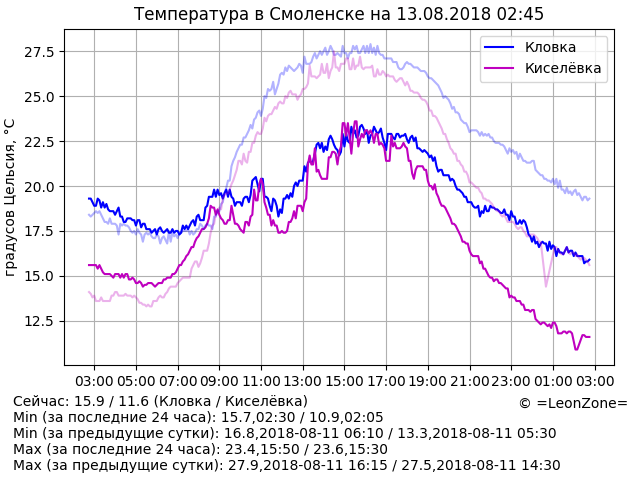 Температура в Смоленске на 13.08.2018 02:45
Кловка
Киселёвка
градусов Цельсия, °C
27.5
25.0
22.5
20.0
17.5
15.0
12.5
03:00 05:00 07:00 09:00 11:00 13:00 15:00 17:00 19:00 21:00 23:00 01:00 03:00
Сейчас: 15.9 / 11.6 (Кловка / Киселёвка)
© =LeonZone=
Min (за последние 24 часа): 15.7,02:30 / 10.9,02:05
Min (за предыдущие сутки): 16.8,2018-08-11 06:10 / 13.3,2018-08-11 05:30
Max (за последние 24 часа): 23.4,15:50 / 23.6,15:30
Max (за предыдущие сутки): 27.9,2018-08-11 16:15 / 27.5,2018-08-11 14:30